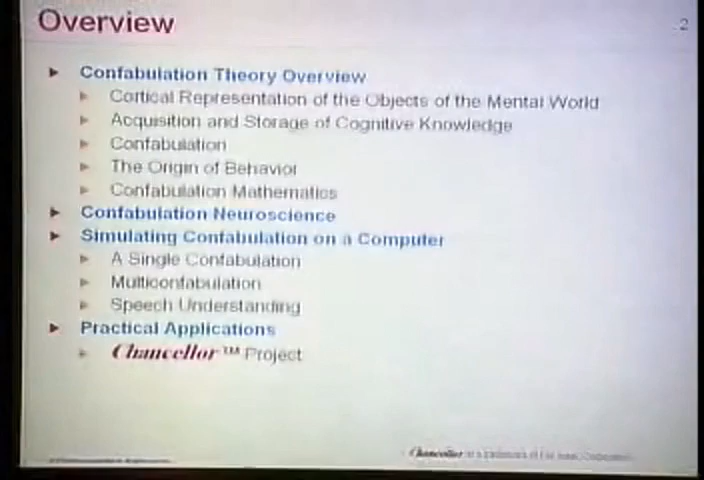 Overview
2
Confabulation Theory Overview
Cortical Representation of the Objects of the Mental World
Acquisition and Storage of Cognitive Knowledge
Confabulation
The Origin of Behavior
Confabulation Mathematics
Confabulation Neuroscience
Simulating Confabulation on a Computer
A Single Confabulation
Multiconfabulation
Speech Understanding
Practical Applications
Chancellor™ Project
Chancellor